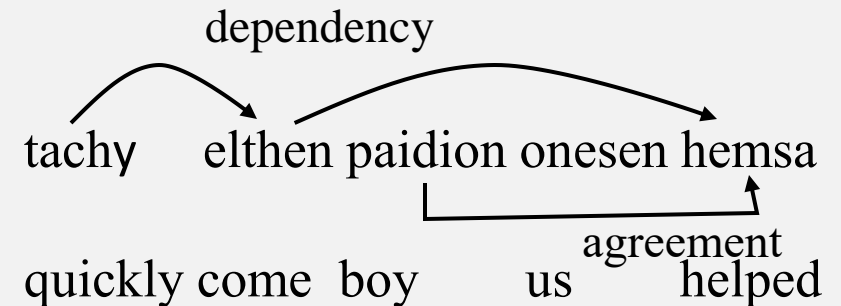 dependency
tachy elthen paidion onesen hemsa
agreement
quickly come boy us helped